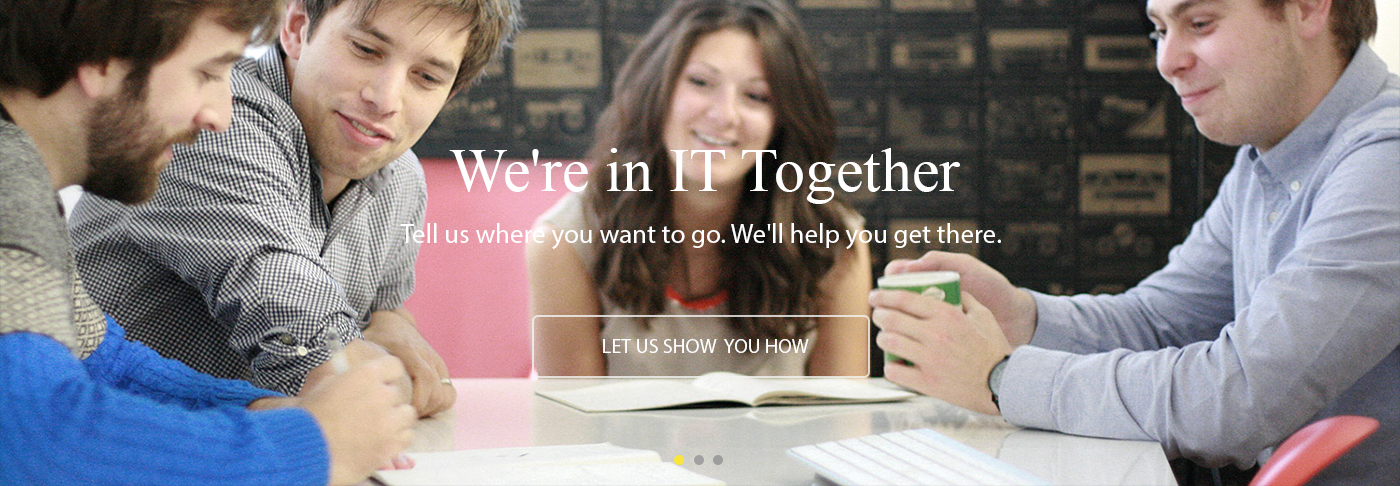 We're in IT Together
Tell us where you want to go. We'll help you get there.
LET US SHOW YOU HOW